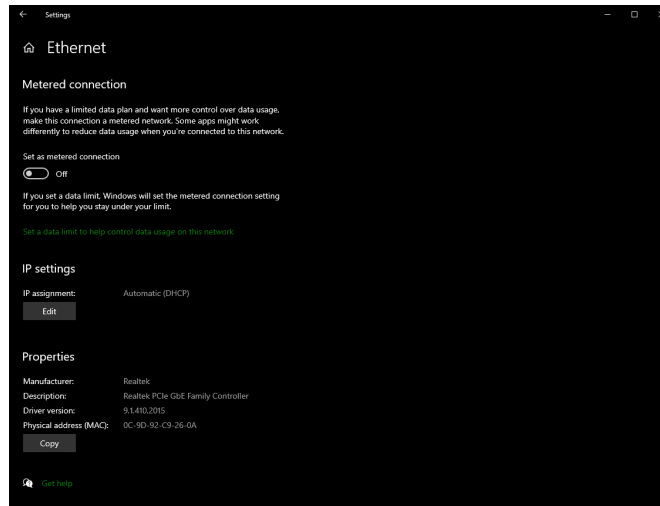 Settings
Ethernet
Metered connection
If you have a limited data plan and want more control over data usage,
make this connection a metered network. Some apps might work
differently to reduce data usage when you're connected to this network.
Set as metered connection
Off
If you set a data limit, Windows will set the metered connection setting
for you to help you stay under your limit.
Set a data limit to help control data usage on this network
IP settings
IP assignment: Automatic (DHCP)
Edit
Properties
Manufacturer: Realtek
Description: Realtek PCIe GbE Family Controller
Driver version: 9.1.410.2015
Physical address (MAC): 0C-9D-92-C9-26-0A
Copy
Get help